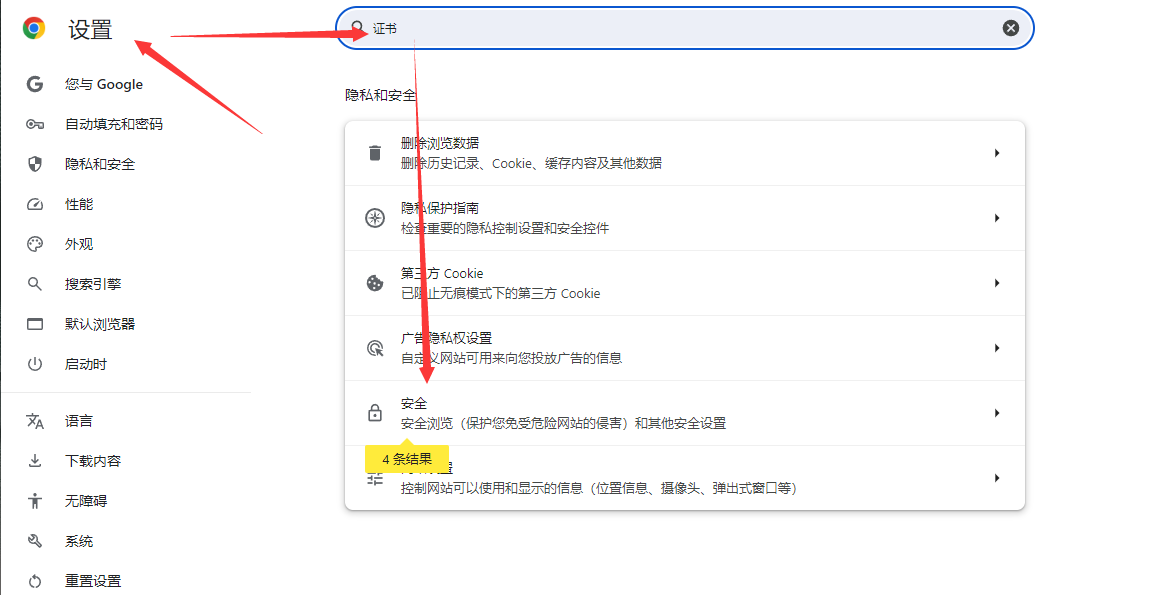 设置
证书
您与 Google
自动填充和密码
隐私和安全
性能
外观
搜索引擎
默认浏览器
启动时
语言
下载内容
无障碍
系统
重置设置
隐私和安全
删除浏览数据
删除历史记录、Cookie、缓存内容及其他数据
隐私保护指南
检查重要的隐私控制设置和安全控件
第三方 Cookie
已阻止无痕模式下的第三方 Cookie
广告隐私权设置
自定义网站可用来向您投放广告的信息
安全
安全浏览（保护您免受危险网站的侵害）和其他安全设置
4 条结果
控制网站可以使用和显示的信息（位置信息、摄像头、弹出式窗口等）